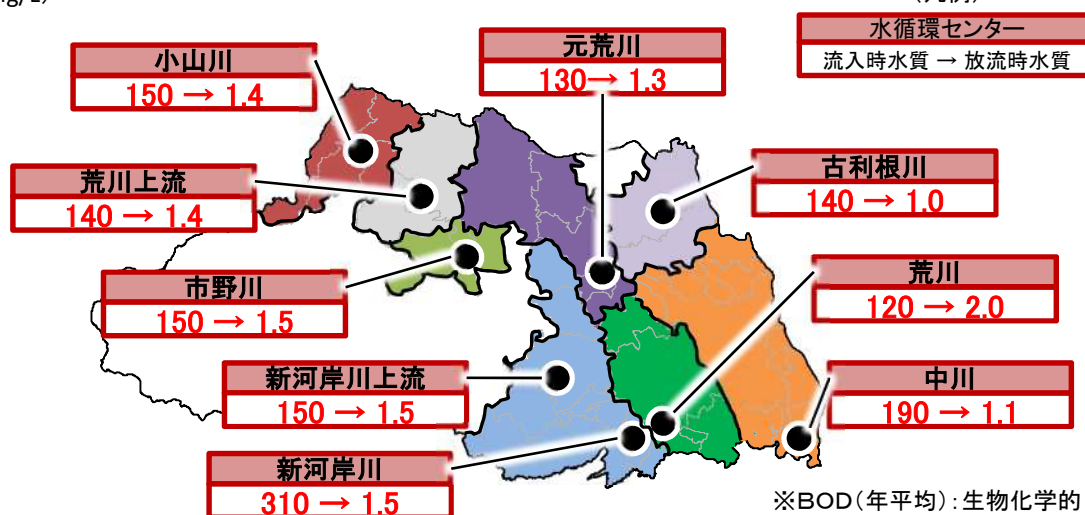 水循環センター
流入時水質 → 放流時水質
小山川
150 → 1.4
元荒川
130→ 1.3
荒川上流
140 → 1.4
古利根川
140 → 1.0
市野川
150 → 1.5
荒川
120 → 2.0
新河岸川上流
150 → 1.5
中川
190 → 1.1
新河岸川
310 → 1.5
※BOD(年平均):生物化学的